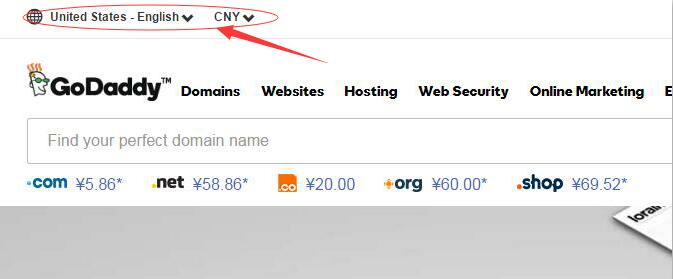 United States - English CNY
GoDaddy™ Domains Websites Hosting Web Security Online Marketing E
Find your perfect domain name
.com ¥5.86* .net ¥58.86* .co ¥20.00 .org ¥60.00* .shop ¥69.52*